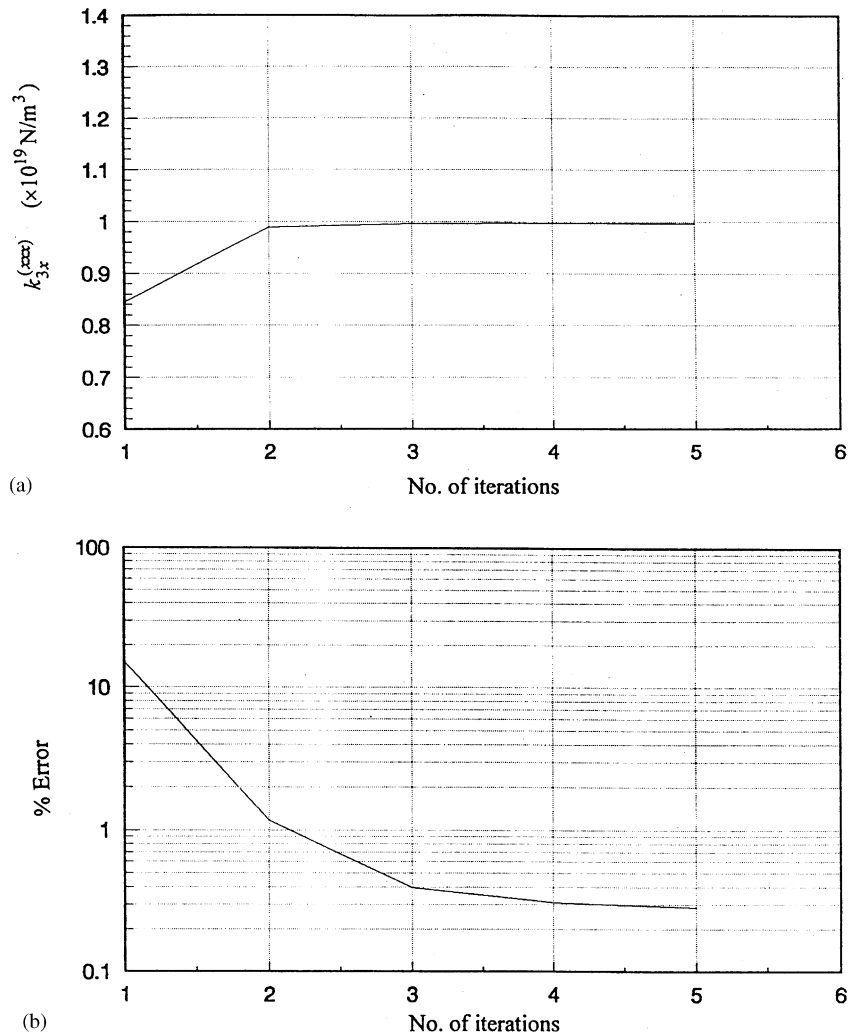 1.4
1.3
1.2
1.1
1
0.9
0.8
0.7
0.6
k_{3x}^{(xxx)} (×10^{19} N/m^3)
1 2 3 4 5 6
No. of iterations
(a)
100
10
1
0.1
% Error
1 2 3 4 5 6
No. of iterations
(b)